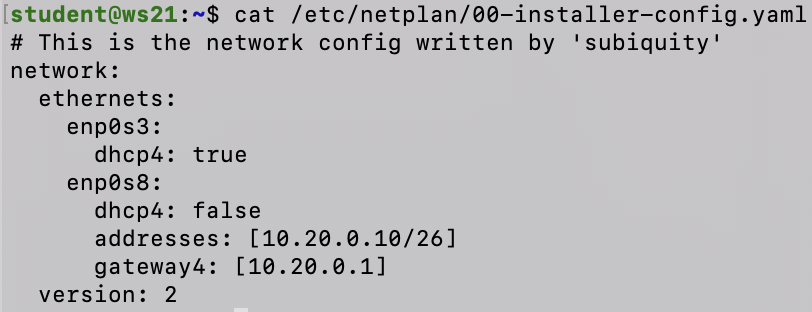 [student@ws21:~$ cat /etc/netplan/00-installer-config.yaml
# This is the network config written by 'subiquity'
network:
  ethernets:
    enp0s3:
      dhcp4: true
    enp0s8:
      dhcp4: false
      addresses: [10.20.0.10/26]
      gateway4: [10.20.0.1]
  version: 2